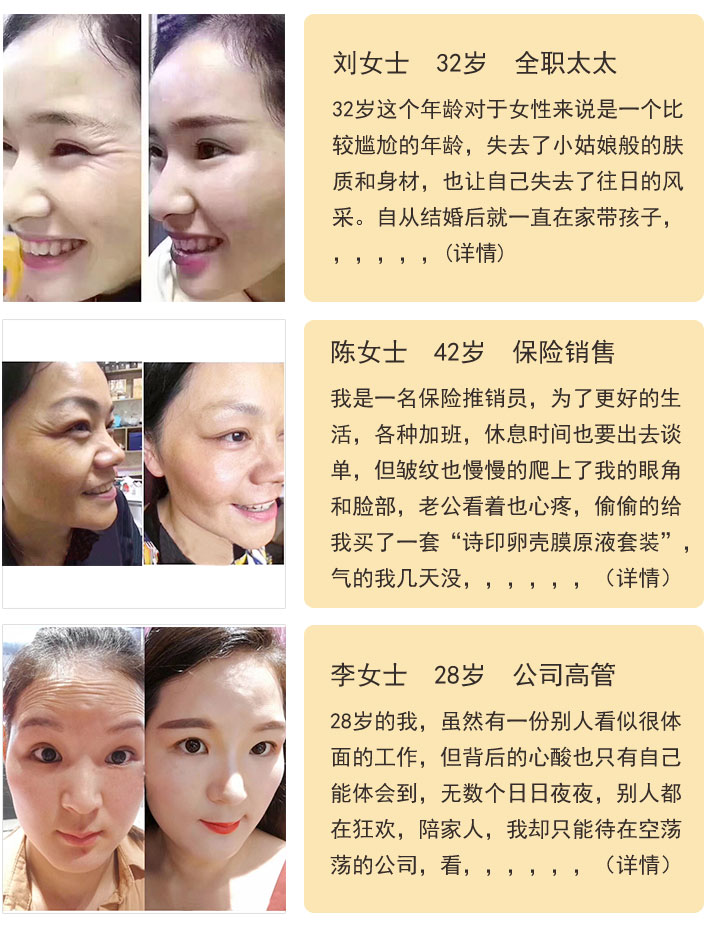 刘女士　32岁　全职太太
32岁这个年龄对于女性来说是一个比
较尴尬的年龄，失去了小姑娘般的肤
质和身材，也让自己失去了往日的风
采。自从结婚后就一直在家带孩子，
，，，，，(详情)
陈女士　42岁　保险销售
我是一名保险推销员，为了更好的生
活，各种加班，休息时间也要出去谈
单，但皱纹也慢慢的爬上了我的眼角
和脸部，老公看着也心疼，偷偷的给
我买了一套“诗印卵壳膜原液套装”，
气的我几天没，，，，，，（详情）
李女士　28岁　公司高管
28岁的我，虽然有一份别人看似很体
面的工作，但背后的心酸也只有自己
能体会到，无数个日日夜夜，别人都
在狂欢，陪家人，我却只能待在空荡
荡的公司，看，，，，，，（详情）